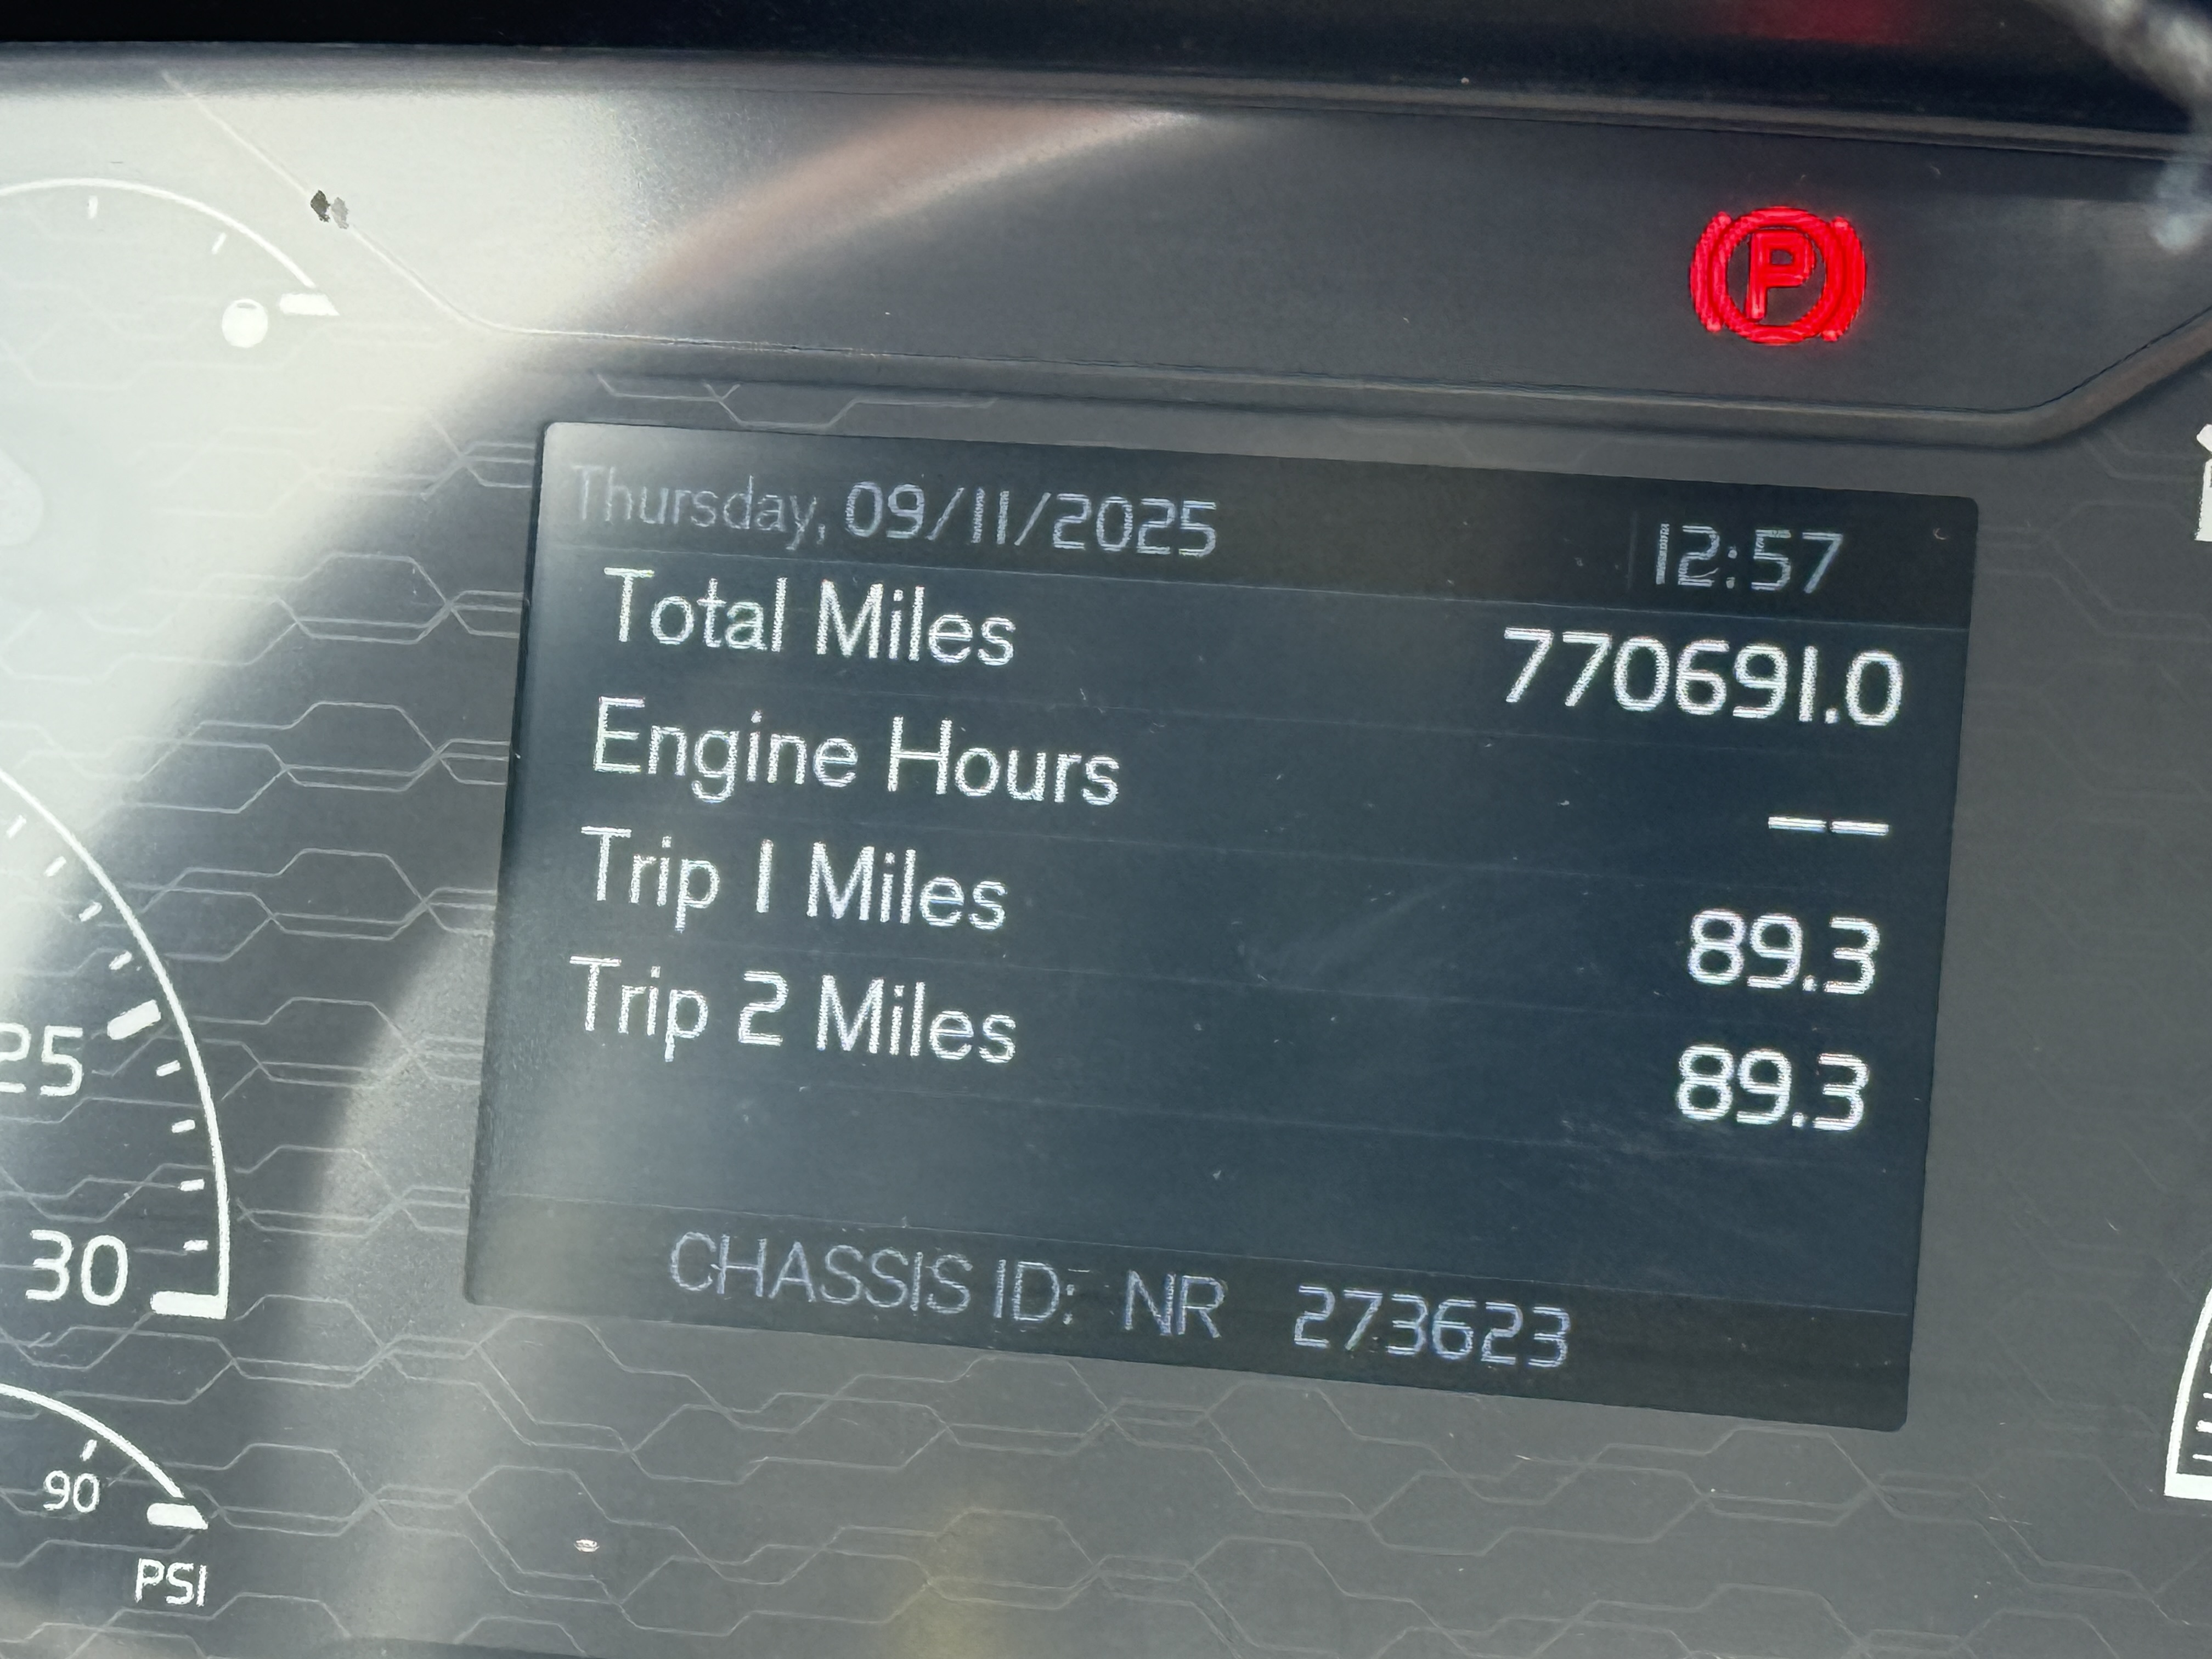 Thursday, 09/11/2025 12:57
Total Miles 770691.0
Engine Hours --
Trip 1 Miles 89.3
Trip 2 Miles 89.3
CHASSIS ID: NR 273623
25
30
90
PSI
P